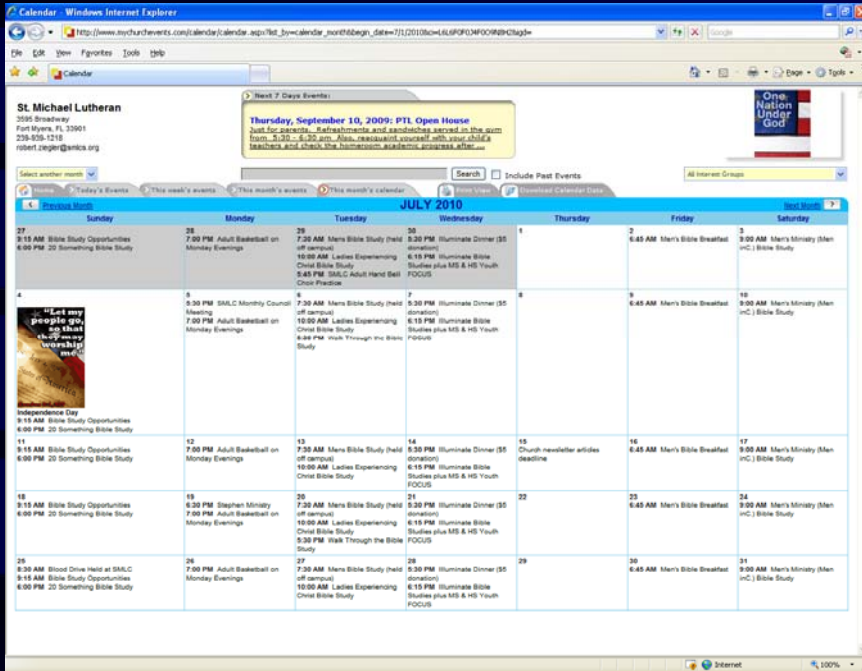 Calendar - Windows Internet Explorer
Google
File Edit View Favorites Tools Help
Calendar
Page Tools
St. Michael Lutheran
3595 Broadway
Fort Myers, FL 33901
239-939-1218
robert.ziegler@smlcs.org
Next 7 Days Events:
Thursday, September 10, 2009: PTL Open House
Just for parents. Refreshments and sandwiches served in the gym
from 5:30 - 6:30 pm. Also, reacquaint yourself with your child's
teachers and check the homeroom academic progress after ...
One
Nation
Under
God
Select another month
Search
Include Past Events
All Interest Groups
Home
Today's Events
This week's events
This month's events
This month's calendar
Print View
Download Calendar Data
Previous Month
JULY 2010
Next Month ?
Sunday Monday Tuesday Wednesday Thursday Friday Saturday
27
9:15 AM Bible Study Opportunities
6:00 PM 20 Something Bible Study
28
7:00 PM Adult Basketball on
Monday Evenings
29
7:30 AM Mens Bible Study (held
off campus)
10:00 AM Ladies Experiencing
Christ Bible Study
5:45 PM SMLC Adult Hand Bell
Choir Practice
30
5:30 PM Illuminate Dinner ($5
donation)
6:15 PM Illuminate Bible
Studies plus MS & HS Youth
FOCUS
1
2
6:45 AM Men's Bible Breakfast
3
9:00 AM Men's Ministry (Men
inC.) Bible Study
4
"Let my
people go,
so that
they may
worship
me"
Independence Day
9:15 AM Bible Study Opportunities
6:00 PM 20 Something Bible Study
5
5:30 PM SMLC Monthly Council
Meeting
7:00 PM Adult Basketball on
Monday Evenings
6
7:30 AM Mens Bible Study (held
off campus)
10:00 AM Ladies Experiencing
Christ Bible Study
5:30 PM Walk Through the Bible
Study
7
5:30 PM Illuminate Dinner ($5
donation)
6:15 PM Illuminate Bible
Studies plus MS & HS Youth
FOCUS
8
9
6:45 AM Men's Bible Breakfast
10
9:00 AM Men's Ministry (Men
inC.) Bible Study
11
9:15 AM Bible Study Opportunities
6:00 PM 20 Something Bible Study
12
7:00 PM Adult Basketball on
Monday Evenings
13
7:30 AM Mens Bible Study (held
off campus)
10:00 AM Ladies Experiencing
Christ Bible Study
14
5:30 PM Illuminate Dinner ($5
donation)
6:15 PM Illuminate Bible
Studies plus MS & HS Youth
FOCUS
15
Church newsletter articles
deadline
16
6:45 AM Men's Bible Breakfast
17
9:00 AM Men's Ministry (Men
inC.) Bible Study
18
9:15 AM Bible Study Opportunities
6:00 PM 20 Something Bible Study
19
6:30 PM Stephen Ministry
7:00 PM Adult Basketball on
Monday Evenings
20
7:30 AM Mens Bible Study (held
off campus)
10:00 AM Ladies Experiencing
Christ Bible Study
5:30 PM Walk Through the Bible
Study
21
5:30 PM Illuminate Dinner ($5
donation)
6:15 PM Illuminate Bible
Studies plus MS & HS Youth
FOCUS
22
23
6:45 AM Men's Bible Breakfast
24
9:00 AM Men's Ministry (Men
inC.) Bible Study
25
8:30 AM Blood Drive Held at SMLC
9:15 AM Bible Study Opportunities
6:00 PM 20 Something Bible Study
26
7:00 PM Adult Basketball on
Monday Evenings
27
7:30 AM Mens Bible Study (held
off campus)
10:00 AM Ladies Experiencing
Christ Bible Study
28
5:30 PM Illuminate Dinner ($5
donation)
6:15 PM Illuminate Bible
Studies plus MS & HS Youth
FOCUS
29
30
6:45 AM Men's Bible Breakfast
31
9:00 AM Men's Ministry (Men
inC.) Bible Study
Internet
100%